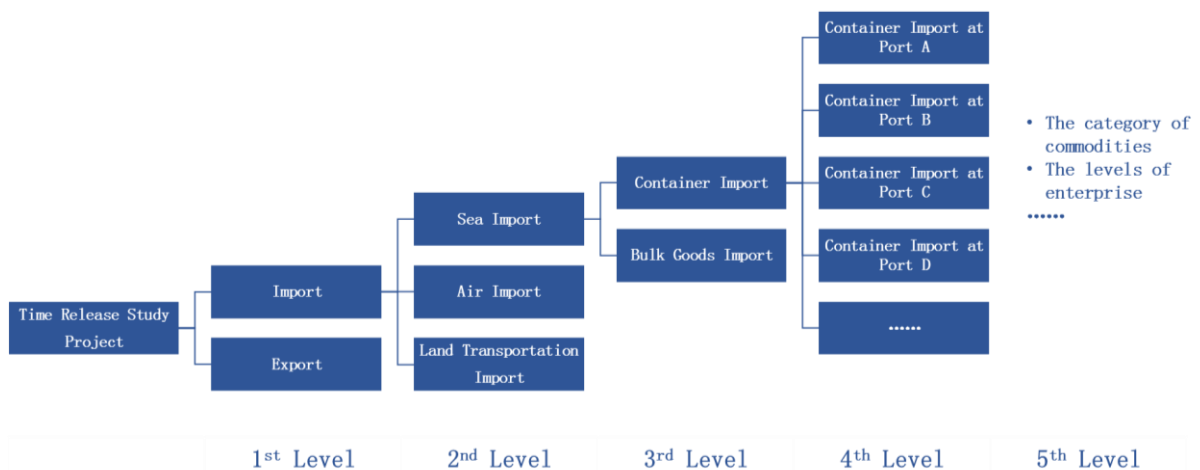 Time Release Study
Project
Import
Export
Sea Import
Air Import
Land Transportation
Import
Container Import
Bulk Goods Import
Container Import at
Port A
Container Import at
Port B
Container Import at
Port C
Container Import at
Port D
……
• The category of
commodities
• The levels of
enterprise
……
1st Level
2nd Level
3rd Level
4th Level
5th Level